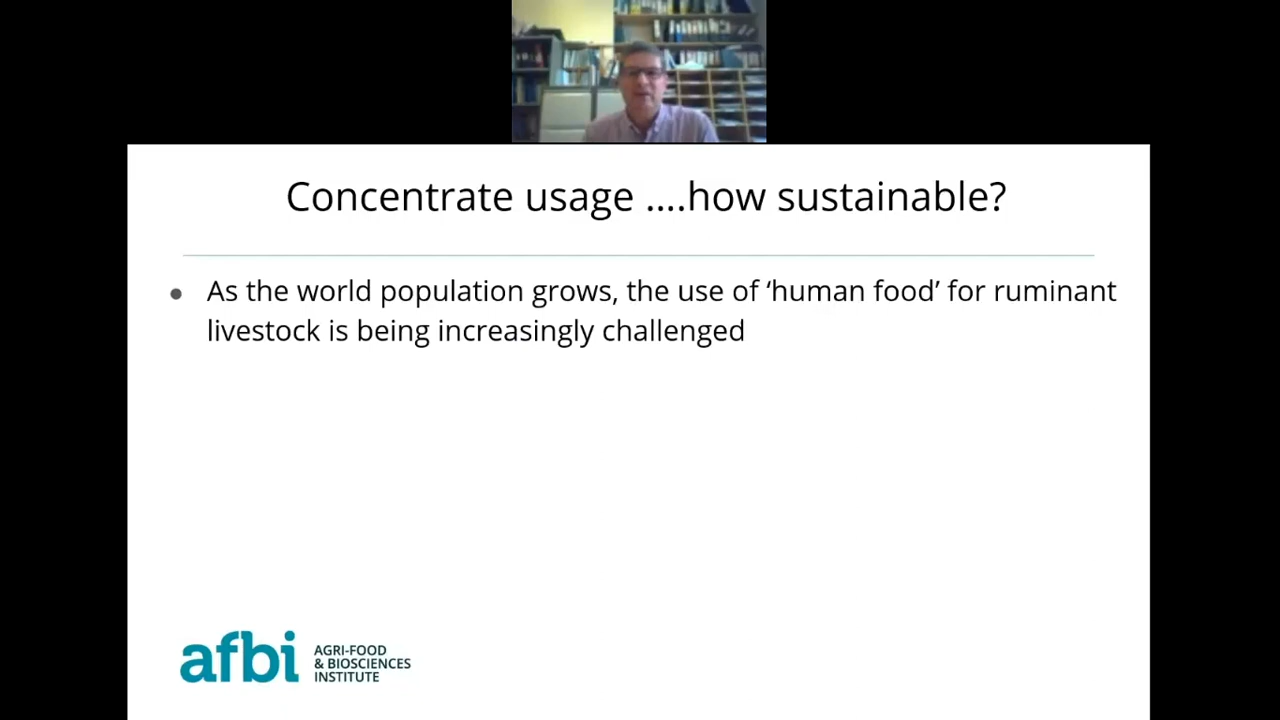 Concentrate usage ....how sustainable?
● As the world population grows, the use of ‘human food’ for ruminant
livestock is being increasingly challenged
afbi
AGRI-FOOD
& BIOSCIENCES
INSTITUTE